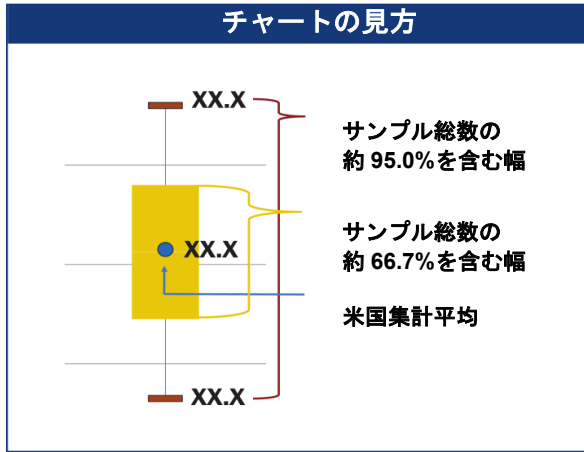 チャートの見方
XX.X
サンプル総数の
約 95.0%を含む幅
XX.X
サンプル総数の
約 66.7%を含む幅
米国集計平均
XX.X